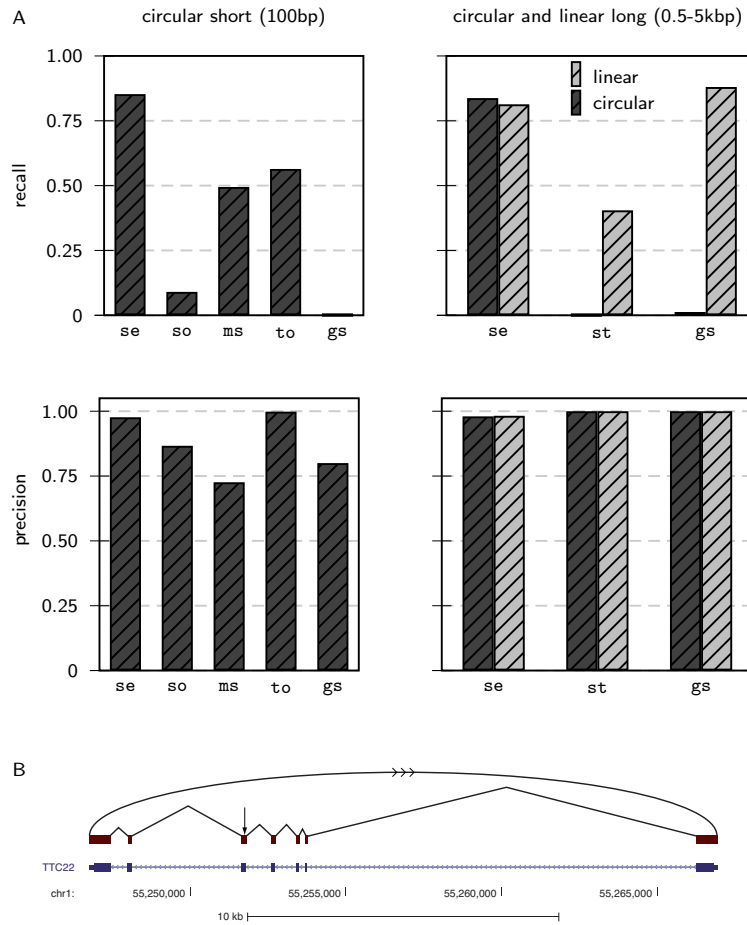 A
circular short (100bp)
circular and linear long (0.5-5kbp)
recall
1.00
0.75
0.50
0.25
0
se so ms to gs
linear
circular
se st gs
precision
1.00
0.75
0.50
0.25
0
se so ms to gs
se st gs
B
TTC22
chr1: 55,250,000 55,255,000 55,260,000 55,265,000
10 kb